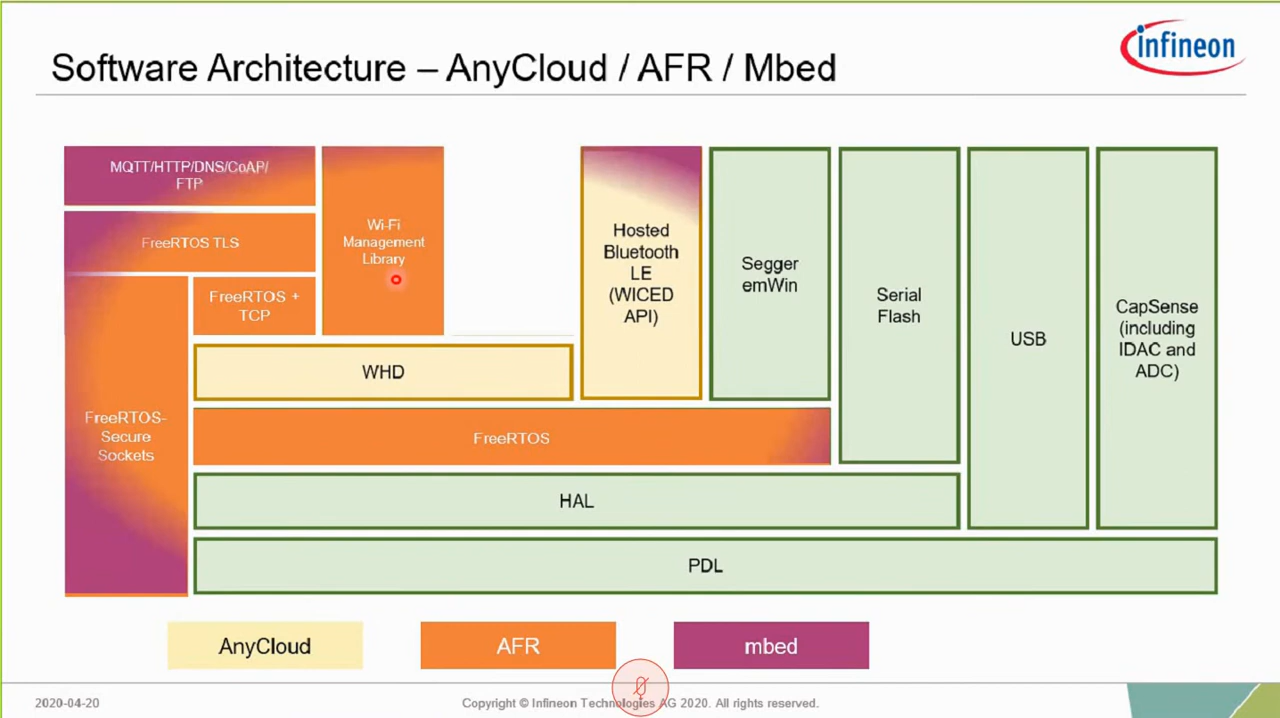 Software Architecture – AnyCloud / AFR / Mbed
infineon
MQTT/HTTP/DNS/CoAP/
FTP
FreeRTOS TLS
FreeRTOS +
TCP
FreeRTOS-
Secure
Sockets
Wi-Fi
Management
Library
WHD
Hosted
Bluetooth
LE
(WICED
API)
Segger
emWin
Serial
Flash
USB
CapSense
(including
IDAC and
ADC)
FreeRTOS
HAL
PDL
AnyCloud
AFR
mbed
2020-04-20
Copyright © Infineon Technologies AG 2020. All rights reserved.